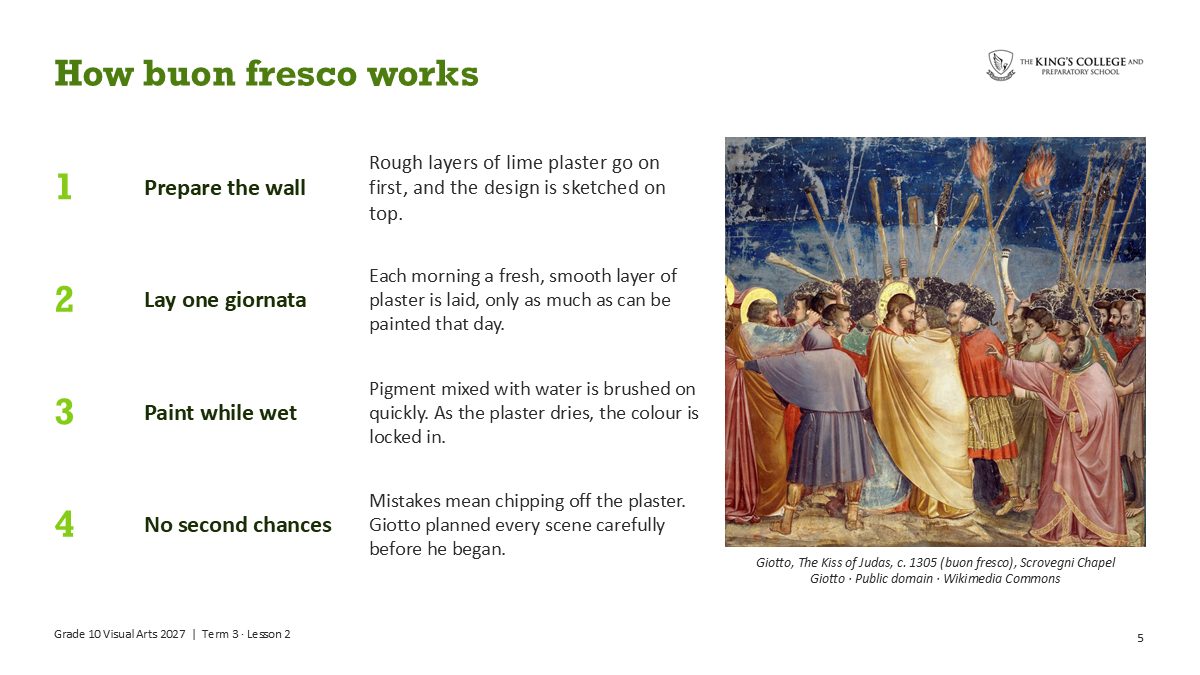 How buon fresco works
THE KING'S COLLEGE AND
PREPARATORY SCHOOL
1
Prepare the wall
Rough layers of lime plaster go on
first, and the design is sketched on
top.
2
Lay one giornata
Each morning a fresh, smooth layer of
plaster is laid, only as much as can be
painted that day.
3
Paint while wet
Pigment mixed with water is brushed on
quickly. As the plaster dries, the colour is
locked in.
4
No second chances
Mistakes mean chipping off the plaster.
Giotto planned every scene carefully
before he began.
Giotto, The Kiss of Judas, c. 1305 (buon fresco), Scrovegni Chapel
Giotto · Public domain · Wikimedia Commons
Grade 10 Visual Arts 2027 | Term 3 · Lesson 2
5